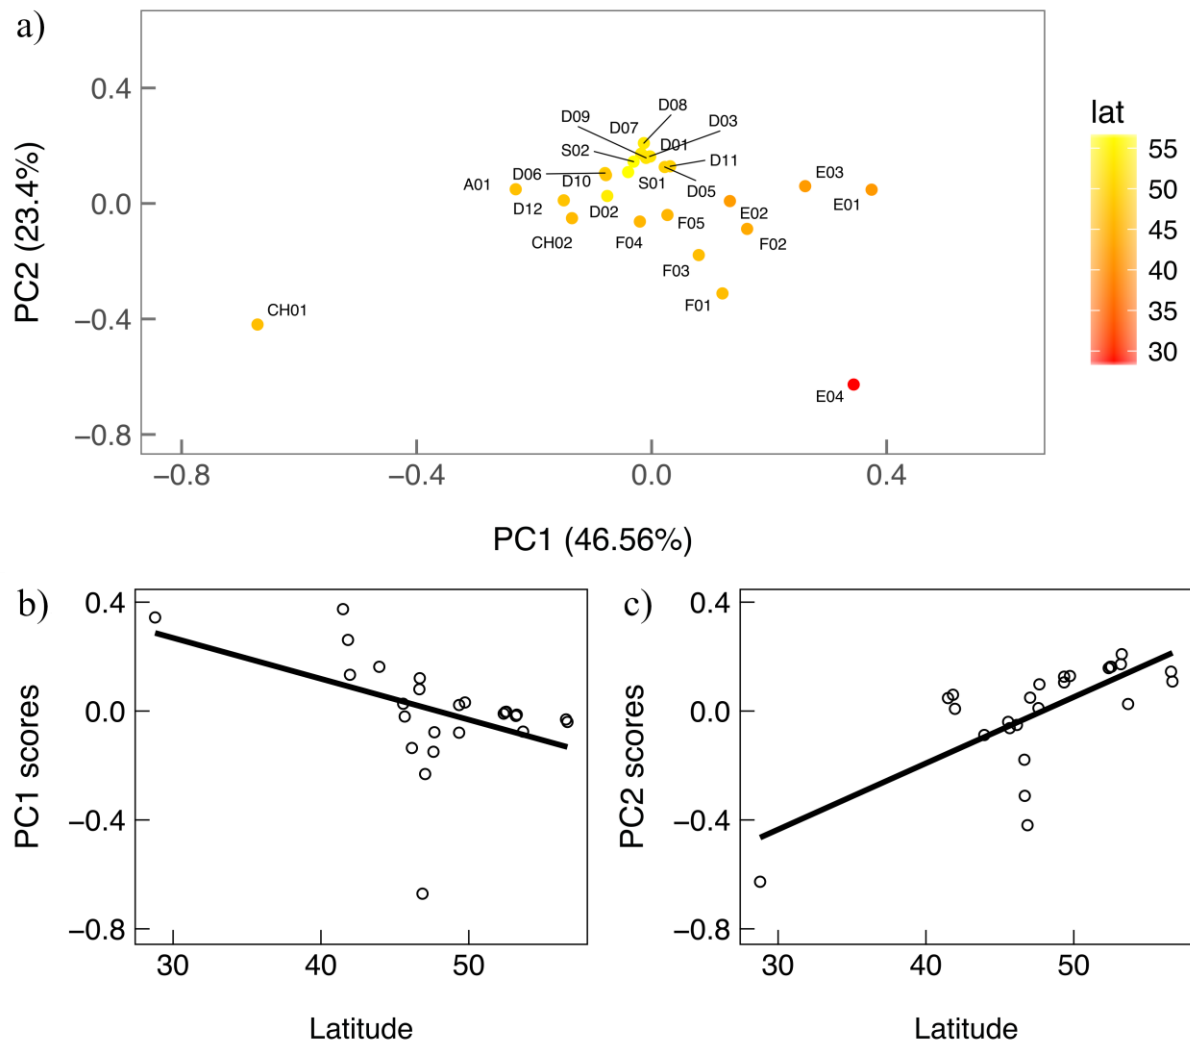 a)
PC2 (23.4%)
0.4
0.0
−0.4
−0.8
−0.8
−0.4
0.0
0.4
PC1 (46.56%)
D08
D09
D07
D03
D01
S02
D11
D06
D10
S01
D05
E03
A01
D12
D02
E02
E01
CH02
F04
F05
F02
F03
F01
CH01
E04
lat
55
50
45
40
35
30
b)
PC1 scores
0.4
0.0
−0.4
−0.8
30
40
50
Latitude
c)
PC2 scores
0.4
0.0
−0.4
−0.8
30
40
50
Latitude